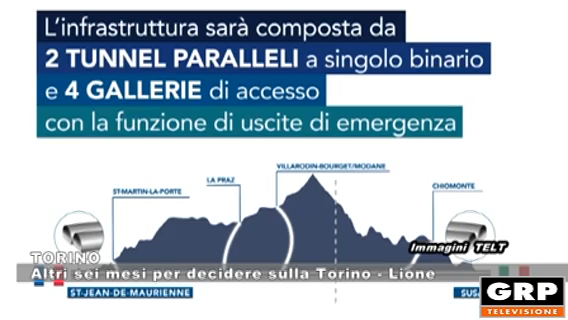 L'infrastruttura sarà composta da
2 TUNNEL PARALLELI a singolo binario
e 4 GALLERIE di accesso
con la funzione di uscite di emergenza
VILLARODIN-BOURGET/MODANE
LA PRAZ
CHIOMONTE
ST-MARTIN-LA-PORTE
Immagini TELT
TORINO
Altri sei mesi per decidere sulla Torino - Lione
ST-JEAN-DE-MAURIENNE
SUSA
GRP
TELEVISIONE